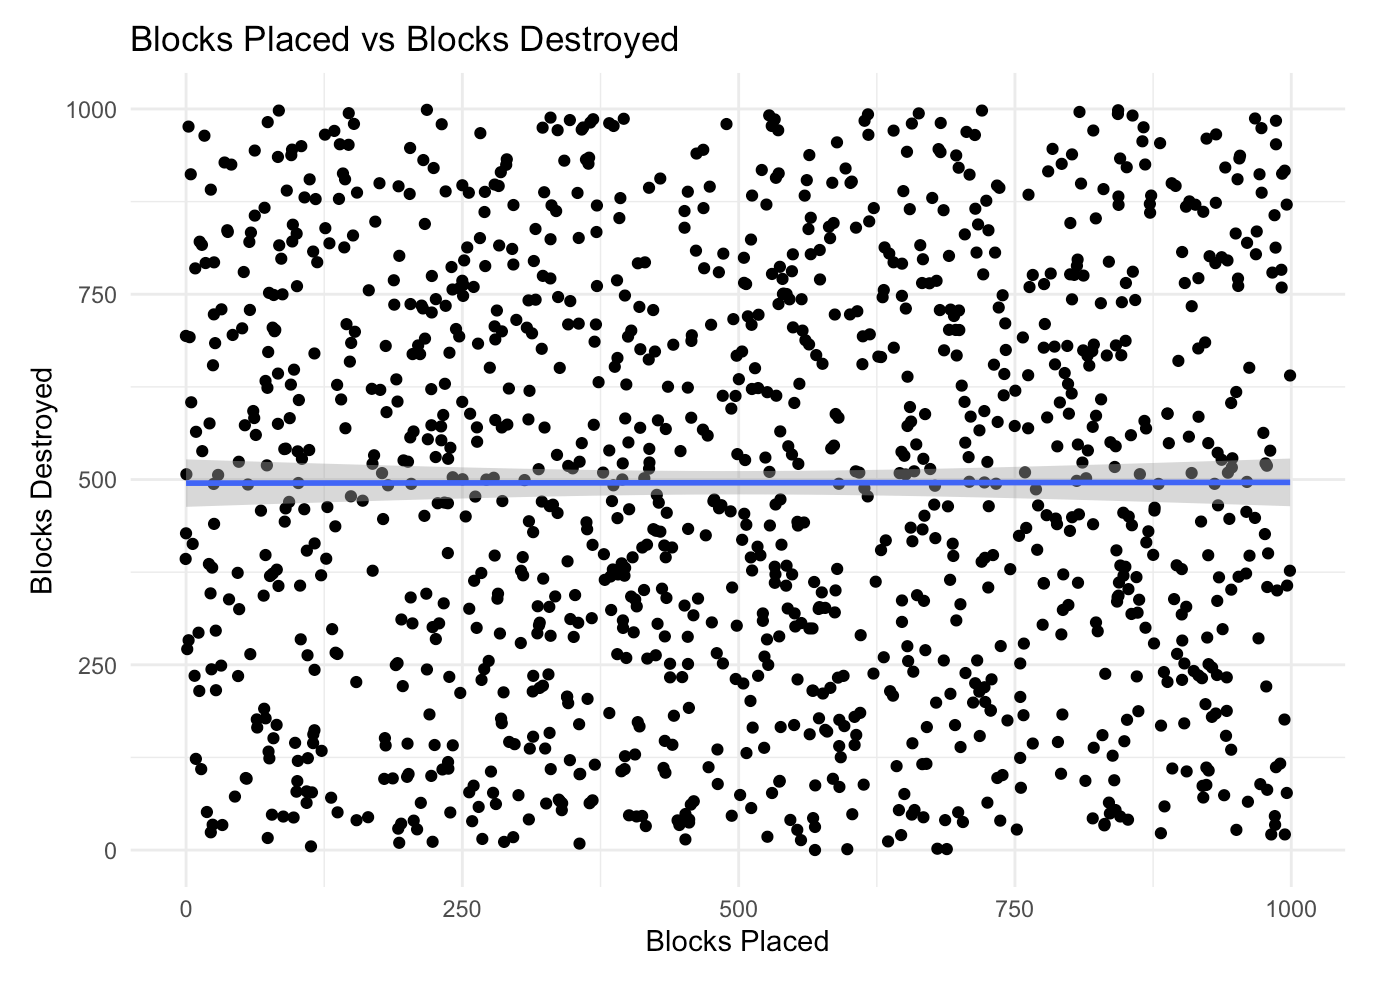 Blocks Placed vs Blocks Destroyed
1000
750
500
250
0
Blocks Destroyed
0 250 500 750 1000
Blocks Placed